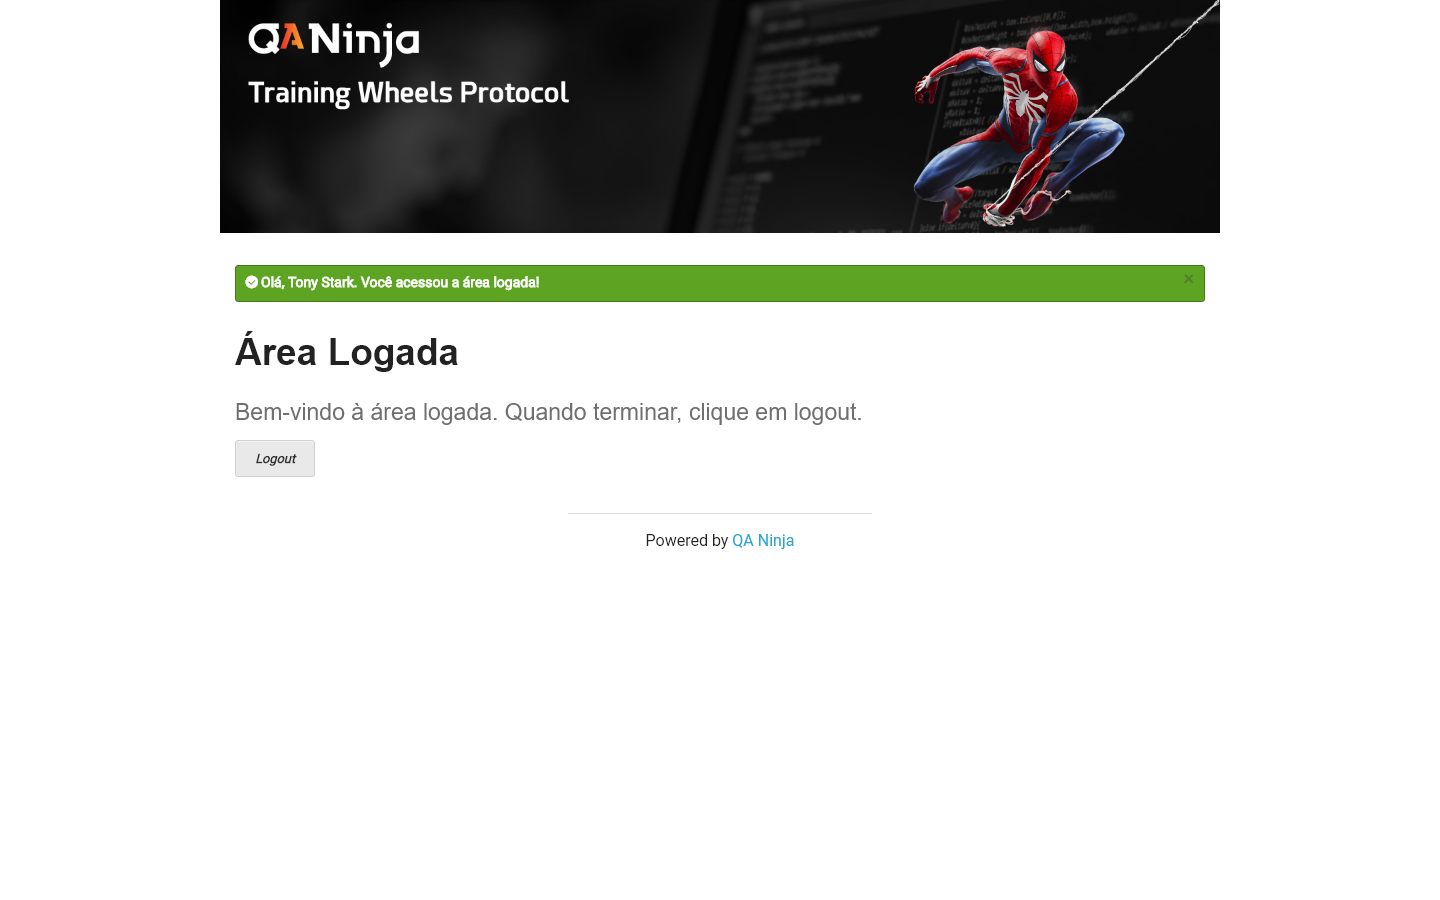 QANinja
Training Wheels Protocol
Olá, Tony Stark. Você acessou a área logada!
×
Área Logada
Bem-vindo à área logada. Quando terminar, clique em logout.
Logout
Powered by QA Ninja